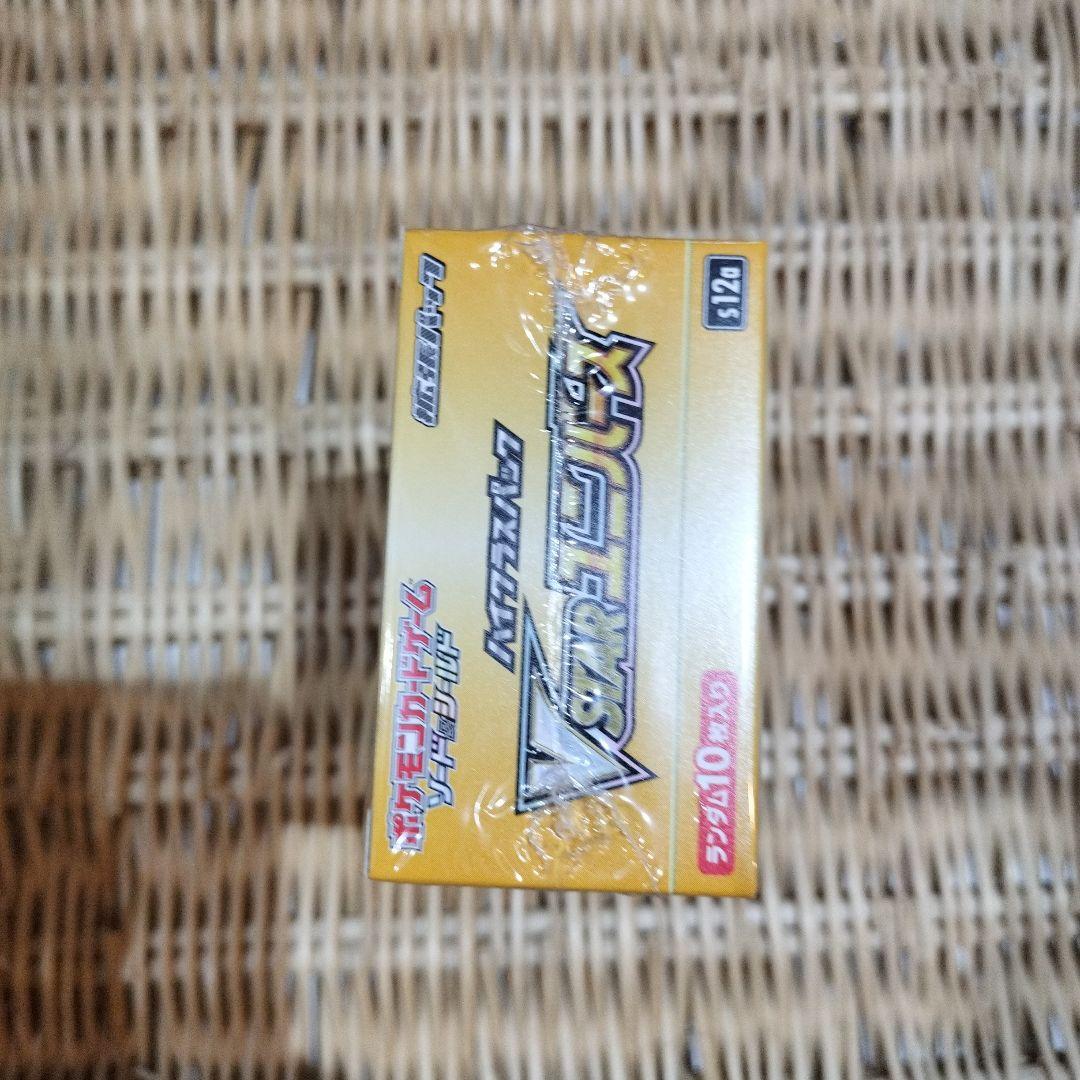 ポケモンカードゲーム
ソード&シールド
拡張パック
ハイクラスパック
VSTARユニバース
ランダム10枚入り
s12a